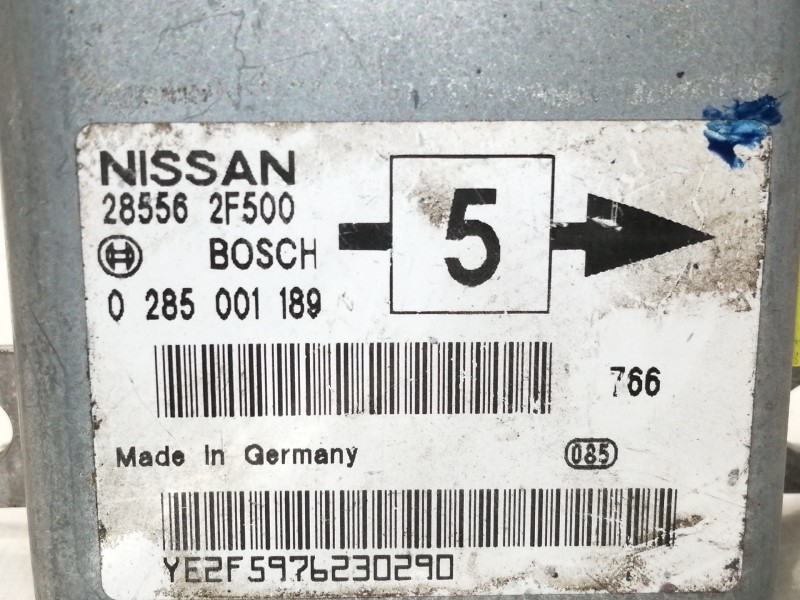 NISSAN
28556 2F500
5
BOSCH
0 285 001 189
766
Made in Germany
085
YE2F5976230290